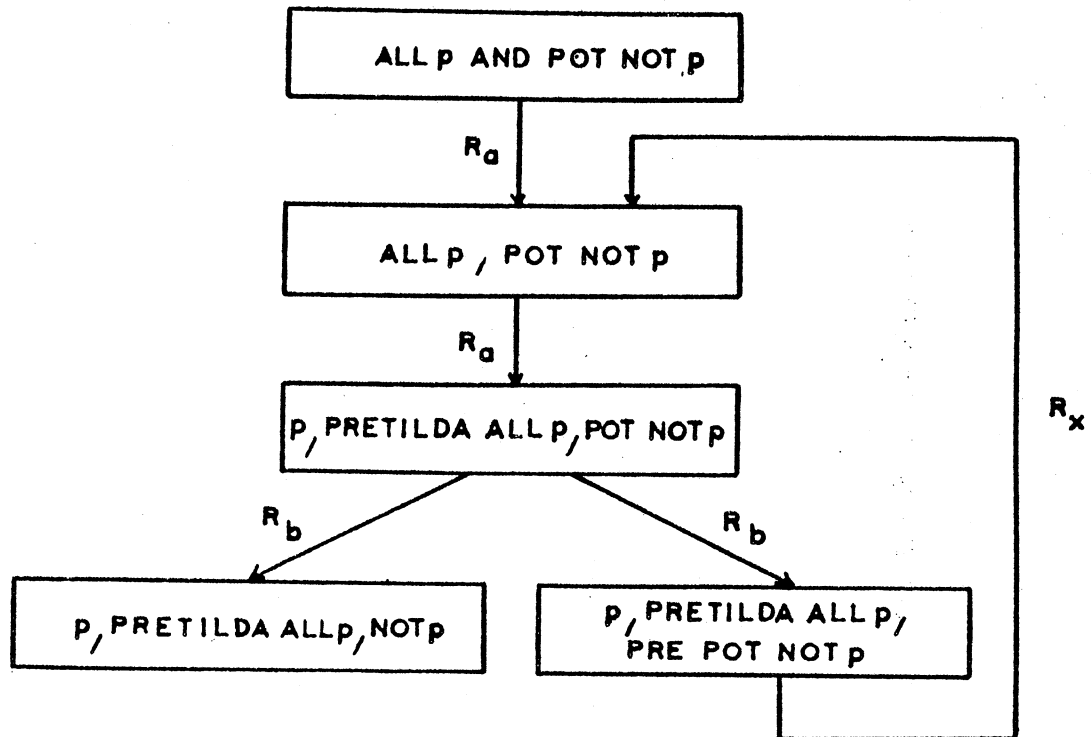 ALL p AND POT NOT p
Ra
ALL p, POT NOT p
Ra
Rx
p, PRETILDA ALL p, POT NOT p
Rb
Rb
p, PRETILDA ALL p, NOT p
p, PRETILDA ALL p,
PRE POT NOT p